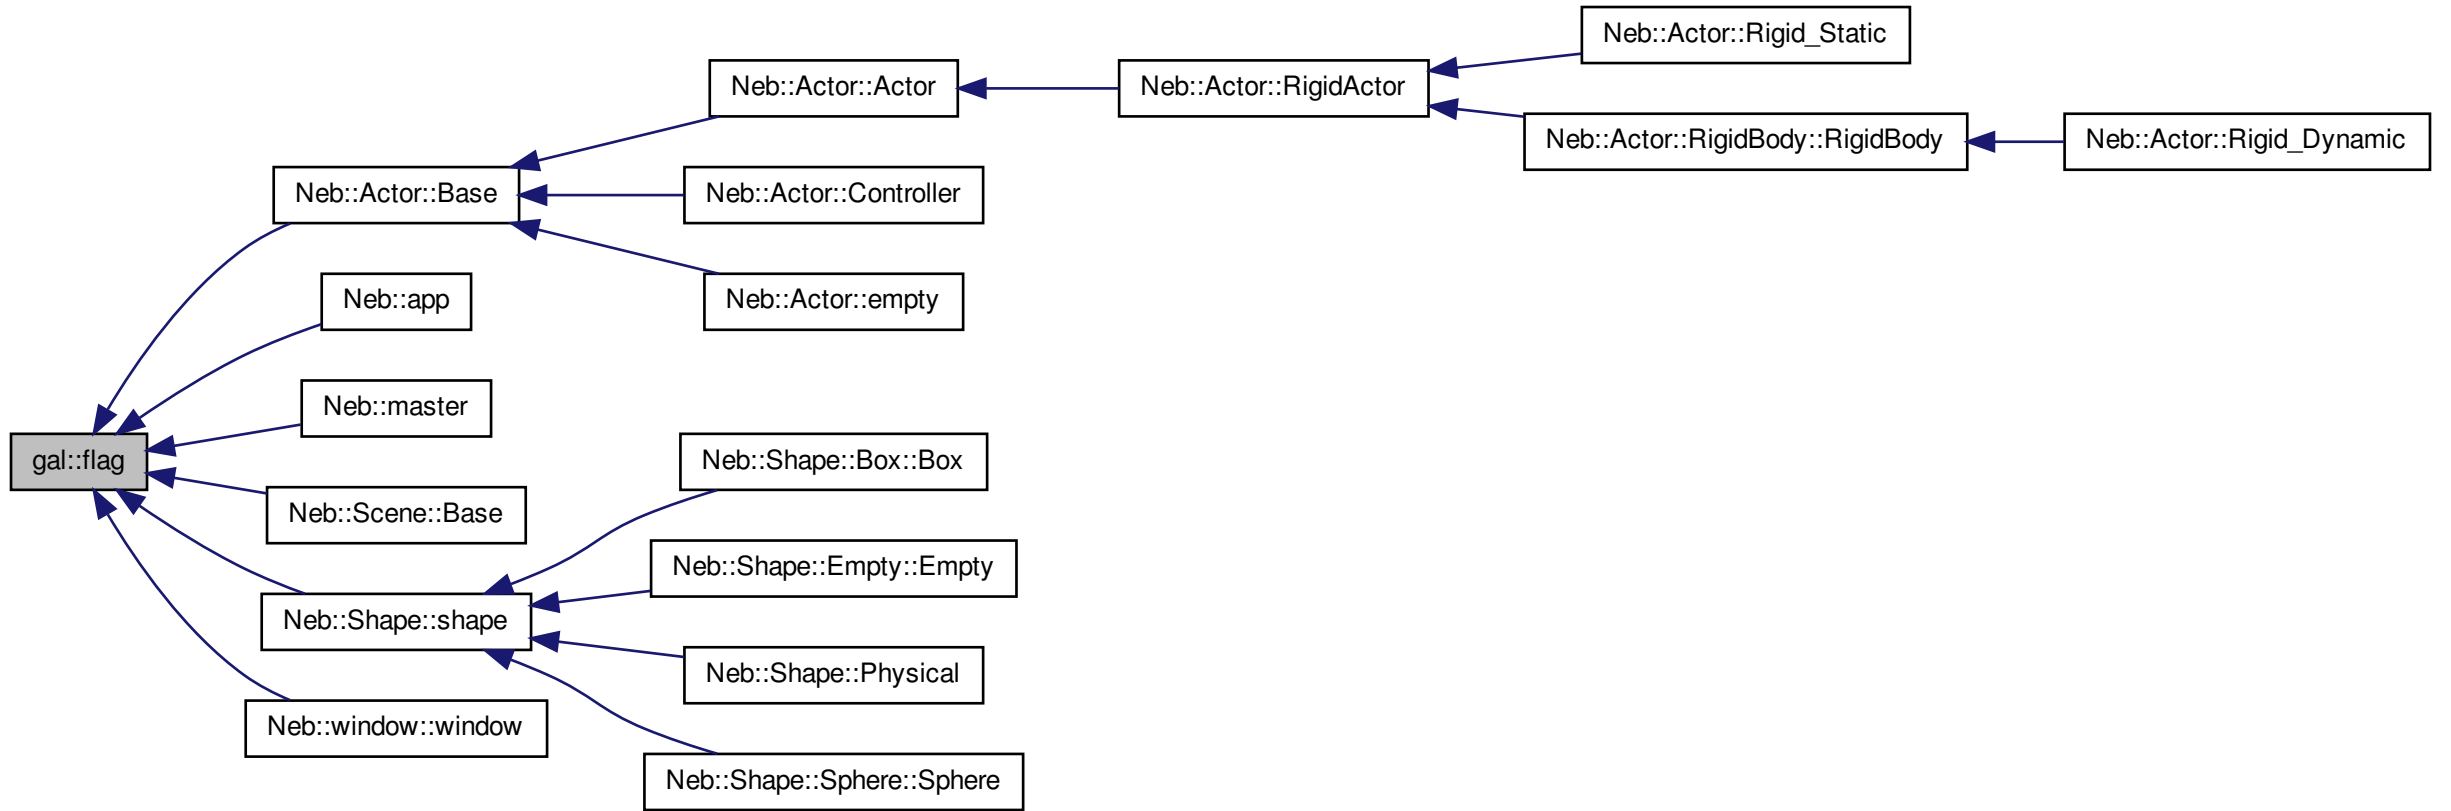 Neb::Actor::Rigid_Static
Neb::Actor::Actor
Neb::Actor::RigidActor
Neb::Actor::RigidBody::RigidBody
Neb::Actor::Rigid_Dynamic
Neb::Actor::Base
Neb::Actor::Controller
Neb::app
Neb::Actor::empty
Neb::master
gal::flag
Neb::Shape::Box::Box
Neb::Scene::Base
Neb::Shape::Empty::Empty
Neb::Shape::shape
Neb::Shape::Physical
Neb::window::window
Neb::Shape::Sphere::Sphere